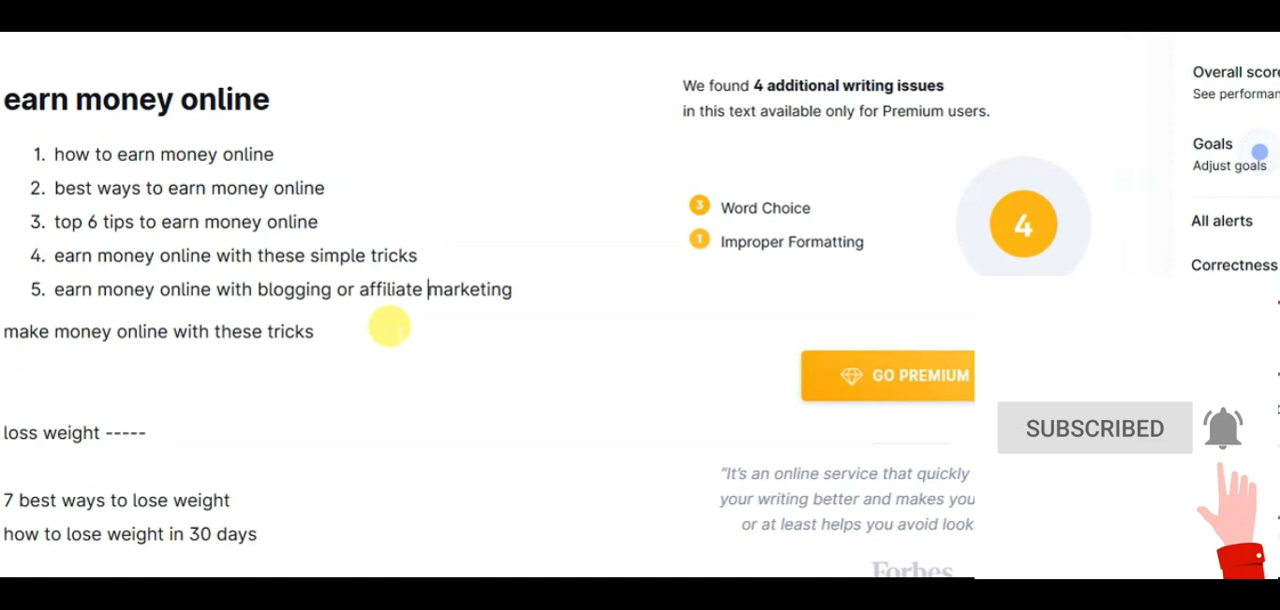 earn money online
1. how to earn money online
2. best ways to earn money online
3. top 6 tips to earn money online
4. earn money online with these simple tricks
5. earn money online with blogging or affiliate marketing
make money online with these tricks
loss weight -----
7 best ways to lose weight
how to lose weight in 30 days
We found 4 additional writing issues
in this text available only for Premium users.
3 Word Choice
1 Improper Formatting
4
GO PREMIUM
“It's an online service that quickly
your writing better and makes you
or at least helps you avoid look
Forbes
Overall score
See performan
Goals
Adjust goals
All alerts
Correctness
SUBSCRIBED